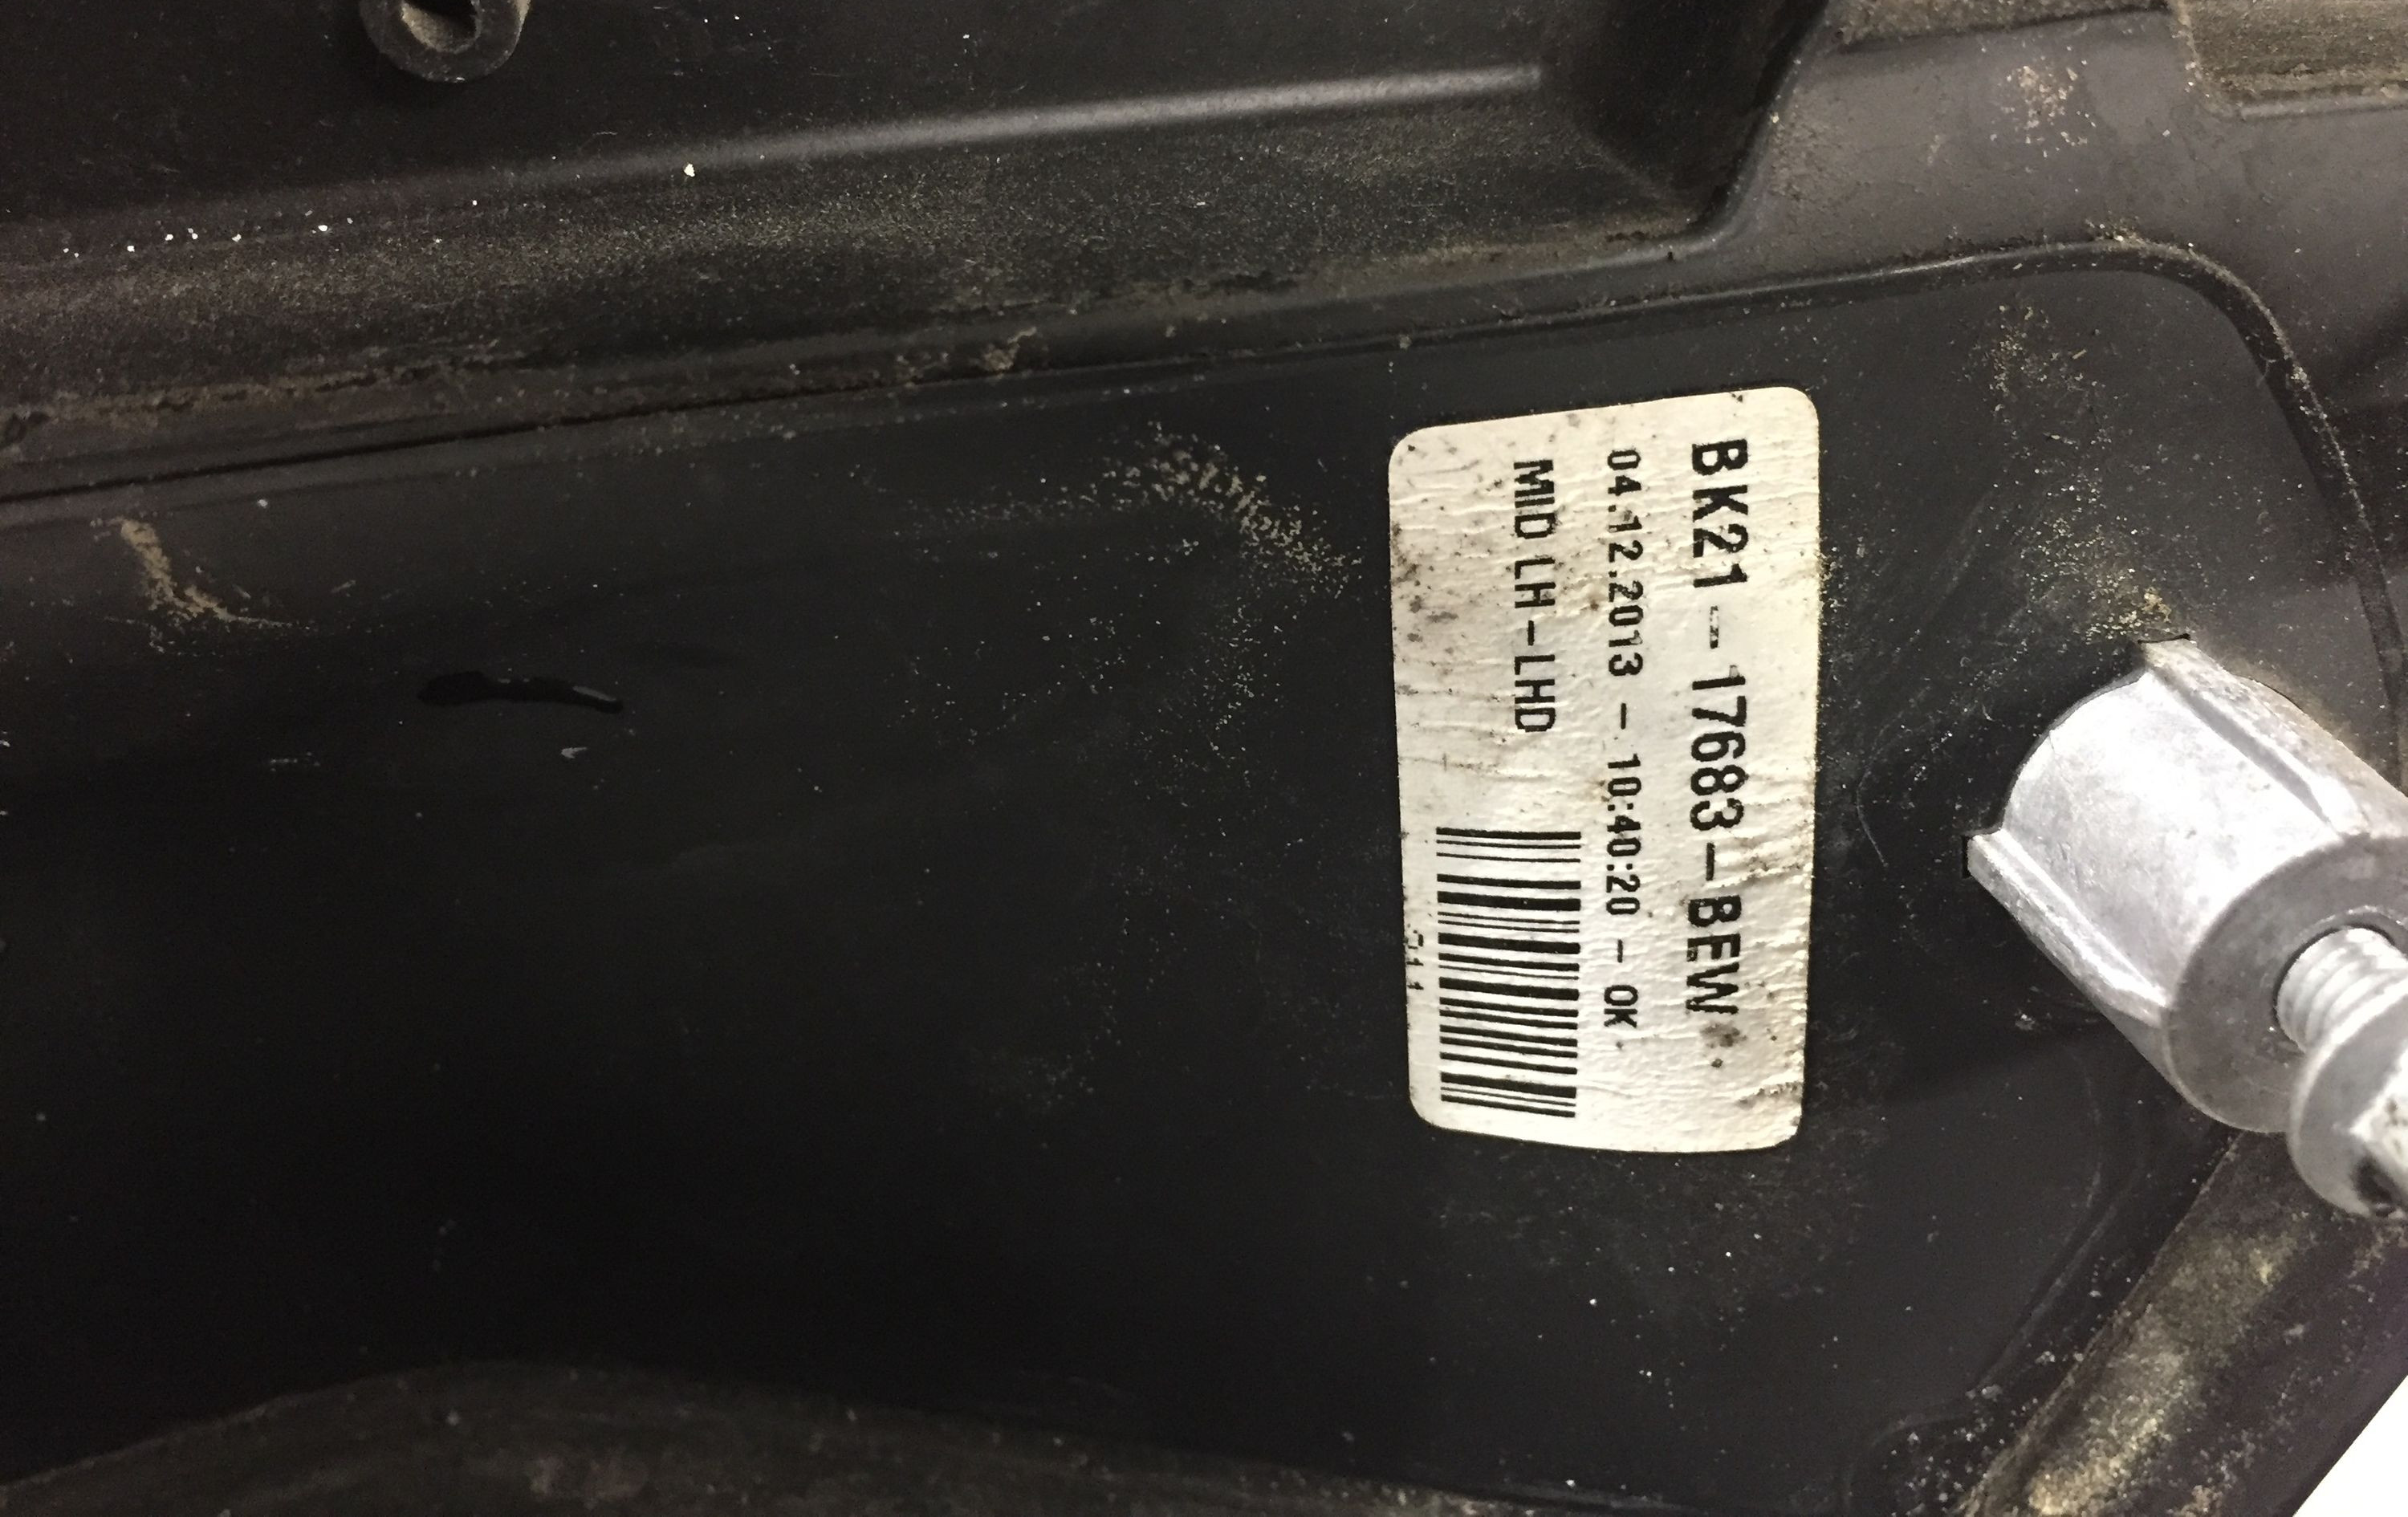 BK21 - 17683-BEW
04.12.2013 - 10:40:20 - OK
MID LH-LHD